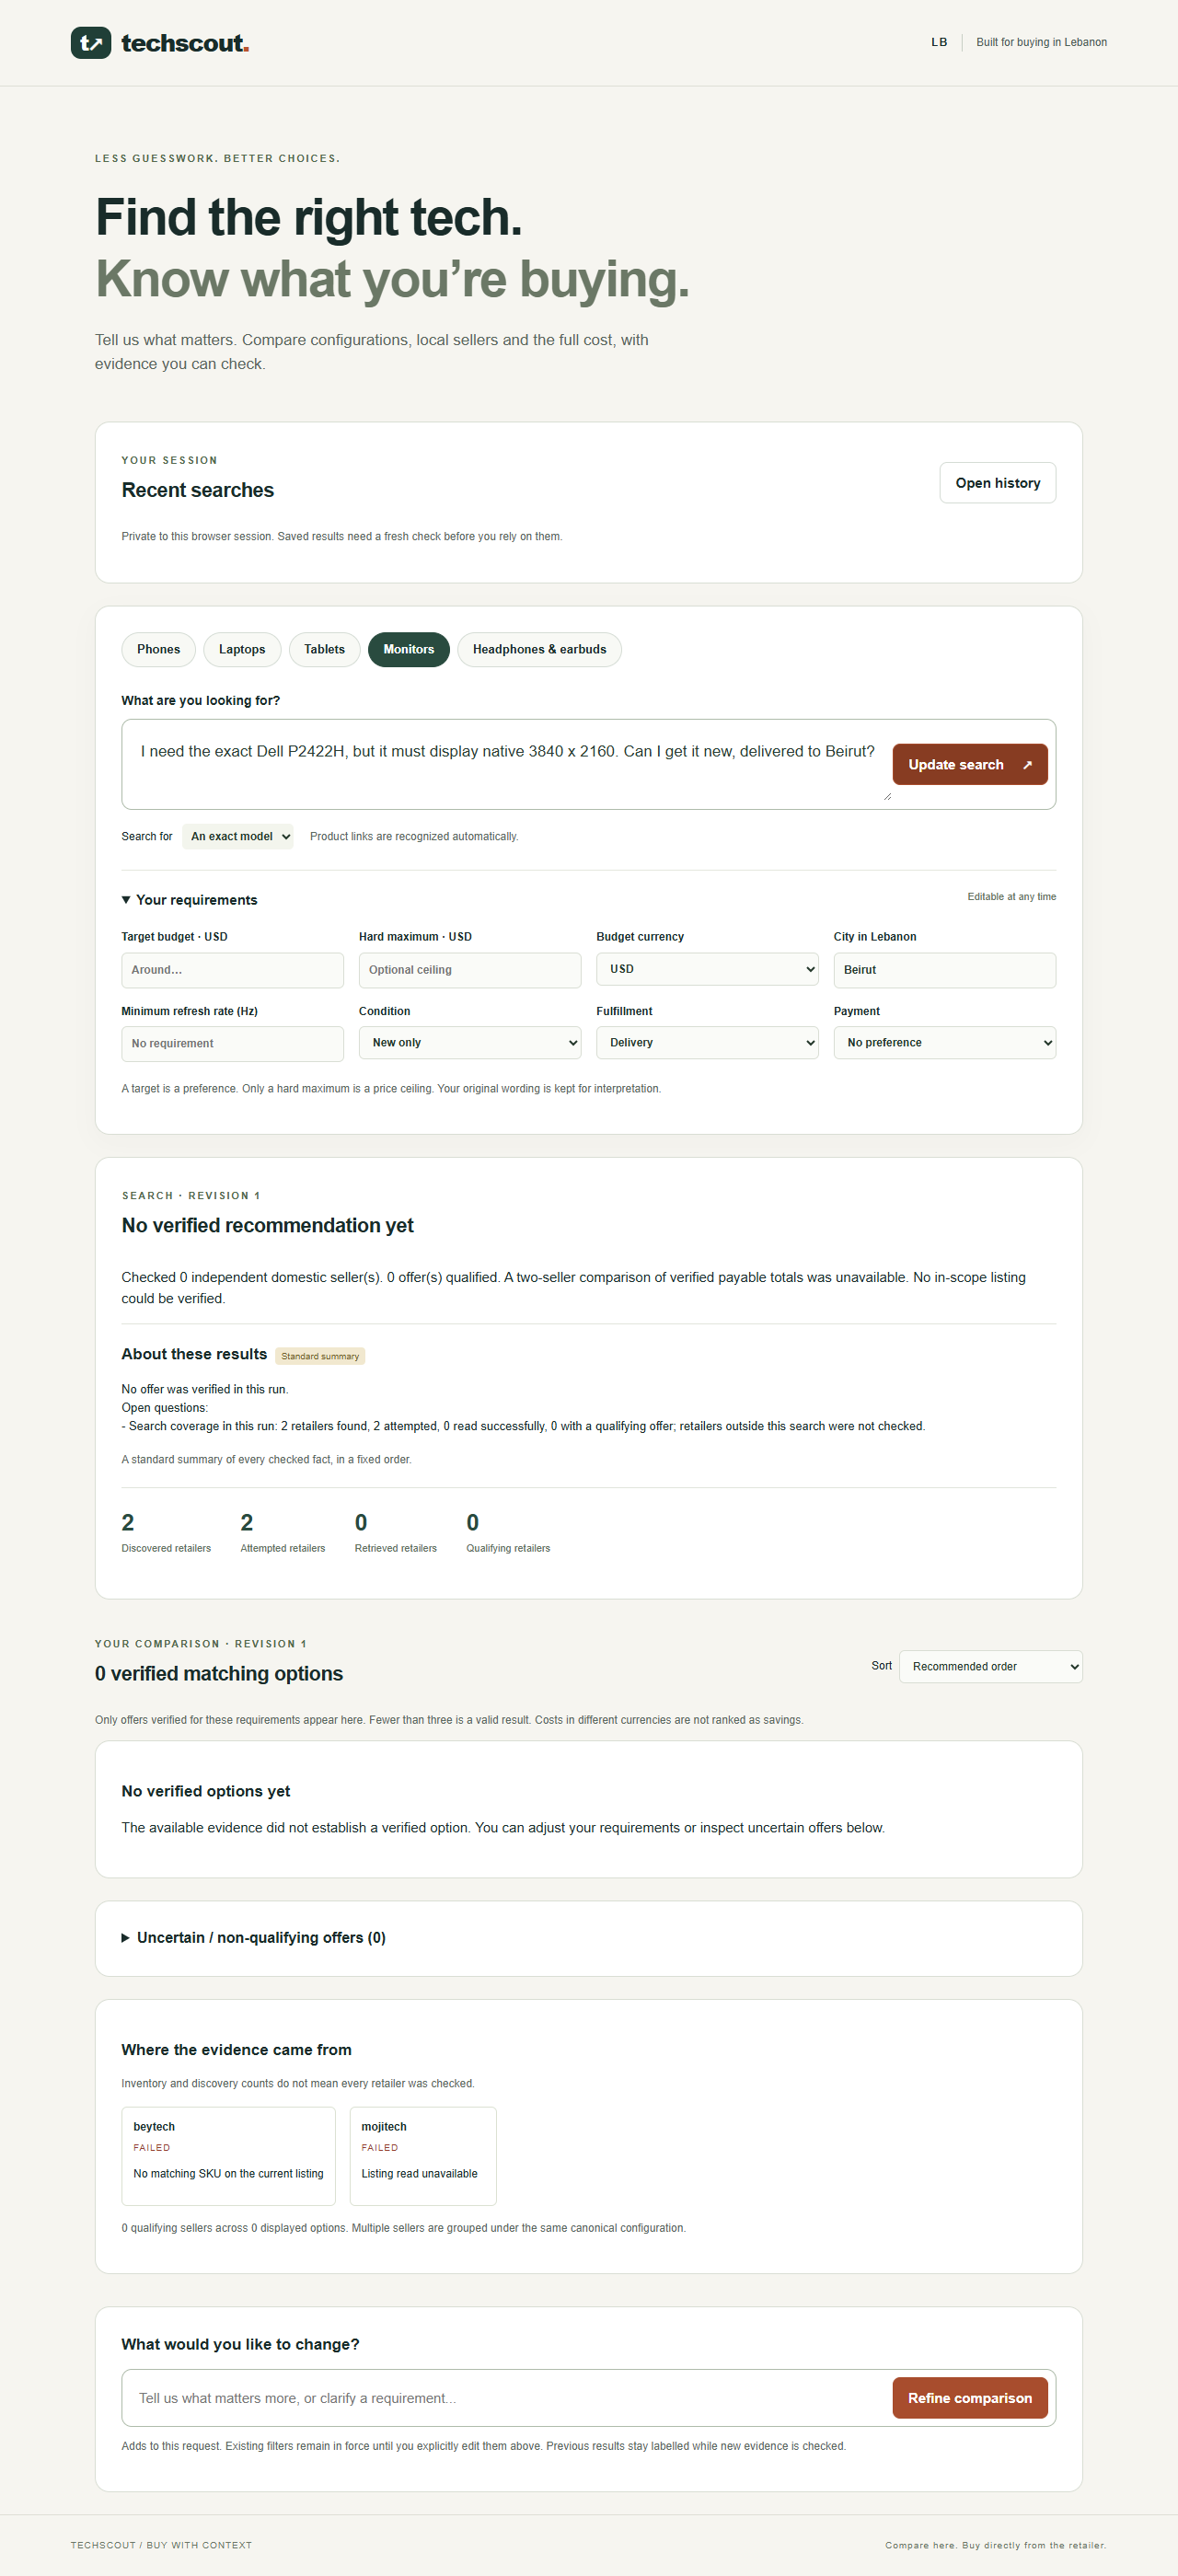 t↗ techscout.
LB
Built for buying in Lebanon
LESS GUESSWORK. BETTER CHOICES.
Find the right tech.
Know what you’re buying.
Tell us what matters. Compare configurations, local sellers and the full cost, with
evidence you can check.
YOUR SESSION
Recent searches
Open history
Private to this browser session. Saved results need a fresh check before you rely on them.
Phones
Laptops
Tablets
Monitors
Headphones & earbuds
What are you looking for?
I need the exact Dell P2422H, but it must display native 3840 x 2160. Can I get it new, delivered to Beirut?
Update search ↗
Search for
An exact model
Product links are recognized automatically.
▼ Your requirements
Editable at any time
Target budget · USD
Hard maximum · USD
Budget currency
City in Lebanon
Around...
Optional ceiling
USD
Beirut
Minimum refresh rate (Hz)
Condition
Fulfillment
Payment
No requirement
New only
Delivery
No preference
A target is a preference. Only a hard maximum is a price ceiling. Your original wording is kept for interpretation.
SEARCH · REVISION 1
No verified recommendation yet
Checked 0 independent domestic seller(s). 0 offer(s) qualified. A two-seller comparison of verified payable totals was unavailable. No in-scope listing
could be verified.
About these results
Standard summary
No offer was verified in this run.
Open questions:
- Search coverage in this run: 2 retailers found, 2 attempted, 0 read successfully, 0 with a qualifying offer; retailers outside this search were not checked.
A standard summary of every checked fact, in a fixed order.
2
2
0
0
Discovered retailers
Attempted retailers
Retrieved retailers
Qualifying retailers
YOUR COMPARISON · REVISION 1
0 verified matching options
Sort
Recommended order
Only offers verified for these requirements appear here. Fewer than three is a valid result. Costs in different currencies are not ranked as savings.
No verified options yet
The available evidence did not establish a verified option. You can adjust your requirements or inspect uncertain offers below.
▶ Uncertain / non-qualifying offers (0)
Where the evidence came from
Inventory and discovery counts do not mean every retailer was checked.
beytech
FAILED
No matching SKU on the current listing
mojitech
FAILED
Listing read unavailable
0 qualifying sellers across 0 displayed options. Multiple sellers are grouped under the same canonical configuration.
What would you like to change?
Tell us what matters more, or clarify a requirement...
Refine comparison
Adds to this request. Existing filters remain in force until you explicitly edit them above. Previous results stay labelled while new evidence is checked.
TECHSCOUT / BUY WITH CONTEXT
Compare here. Buy directly from the retailer.